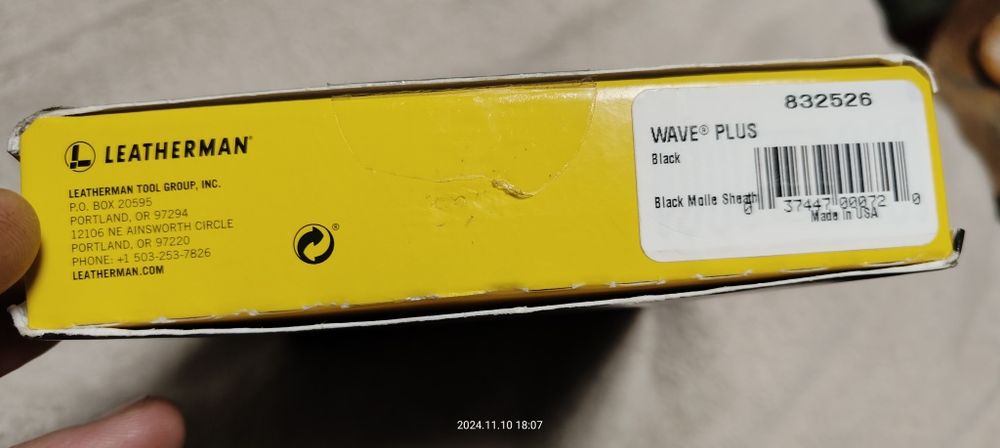 LEATHERMAN®
LEATHERMAN TOOL GROUP, INC.
P.O. BOX 20595
PORTLAND, OR 97294
12106 NE AINSWORTH CIRCLE
PORTLAND, OR 97220
PHONE: +1 503-253-7826
LEATHERMAN.COM
®
832526
WAVE® PLUS
Black
Black Molle Sheath
0 37447 00072 0
Made in USA
2024.11.10 18:07